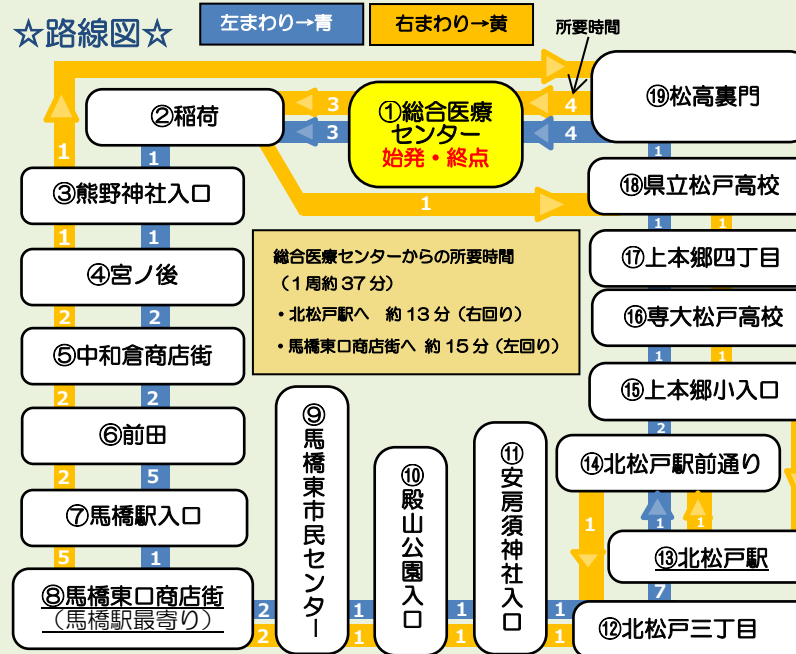 ☆路線図☆
左まわり→青
右まわり→黄
所要時間
②稲荷
3
3
①総合医療
センター
始発・終点
4
4
⑲松高裏門
1
1
1
1
⑱県立松戸高校
③熊野神社入口
1
1
1
1
⑰上本郷四丁目
④宮ノ後
総合医療センターからの所要時間
（1周約37分）
・北松戸駅へ 約13分（右回り）
・馬橋東口商店街へ 約15分（左回り）
⑯専大松戸高校
2
2
1
1
⑤中和倉商店街
⑮上本郷小入口
2
2
2
⑥前田
⑭北松戸駅前通り
2
5
1
1
1
⑦馬橋駅入口
⑬北松戸駅
5
1
7
⑧馬橋東口商店街
（馬橋駅最寄り）
2
2
⑨馬橋東市民センター
1
1
⑩殿山公園入口
1
1
⑪安房須神社入口
1
1
⑫北松戸三丁目